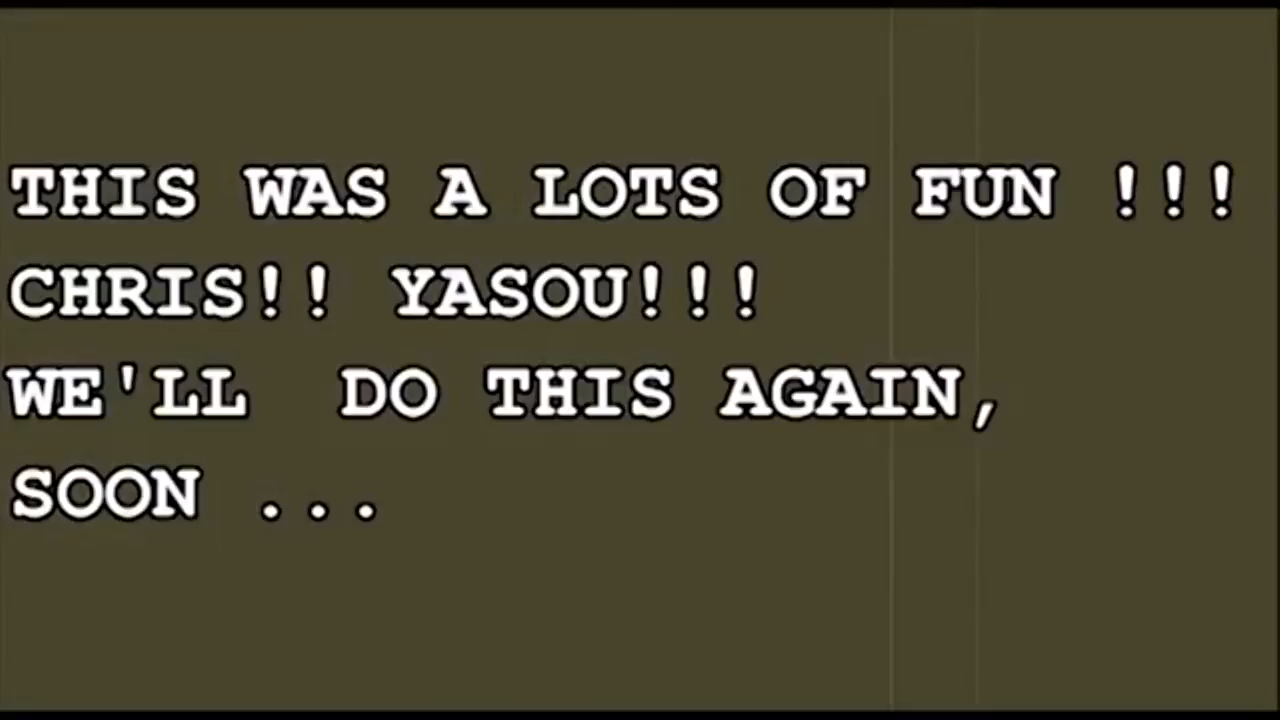 THIS WAS A LOTS OF FUN !!!
CHRIS!! YASOU!!!
WE'LL  DO THIS AGAIN,
SOON ...